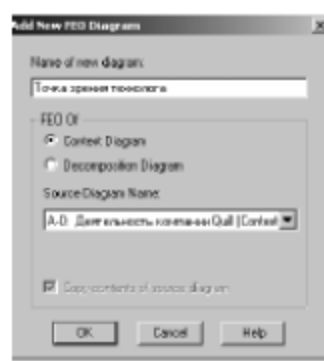 Add New FEO Diagram
Name of new diagram:
Точка зрения технолога
FEO Of
Context Diagram
Decomposition Diagram
Source Diagram Name:
A-0: Деятельность компании Quill (Context
Copy contents of source diagram
OK Cancel Help